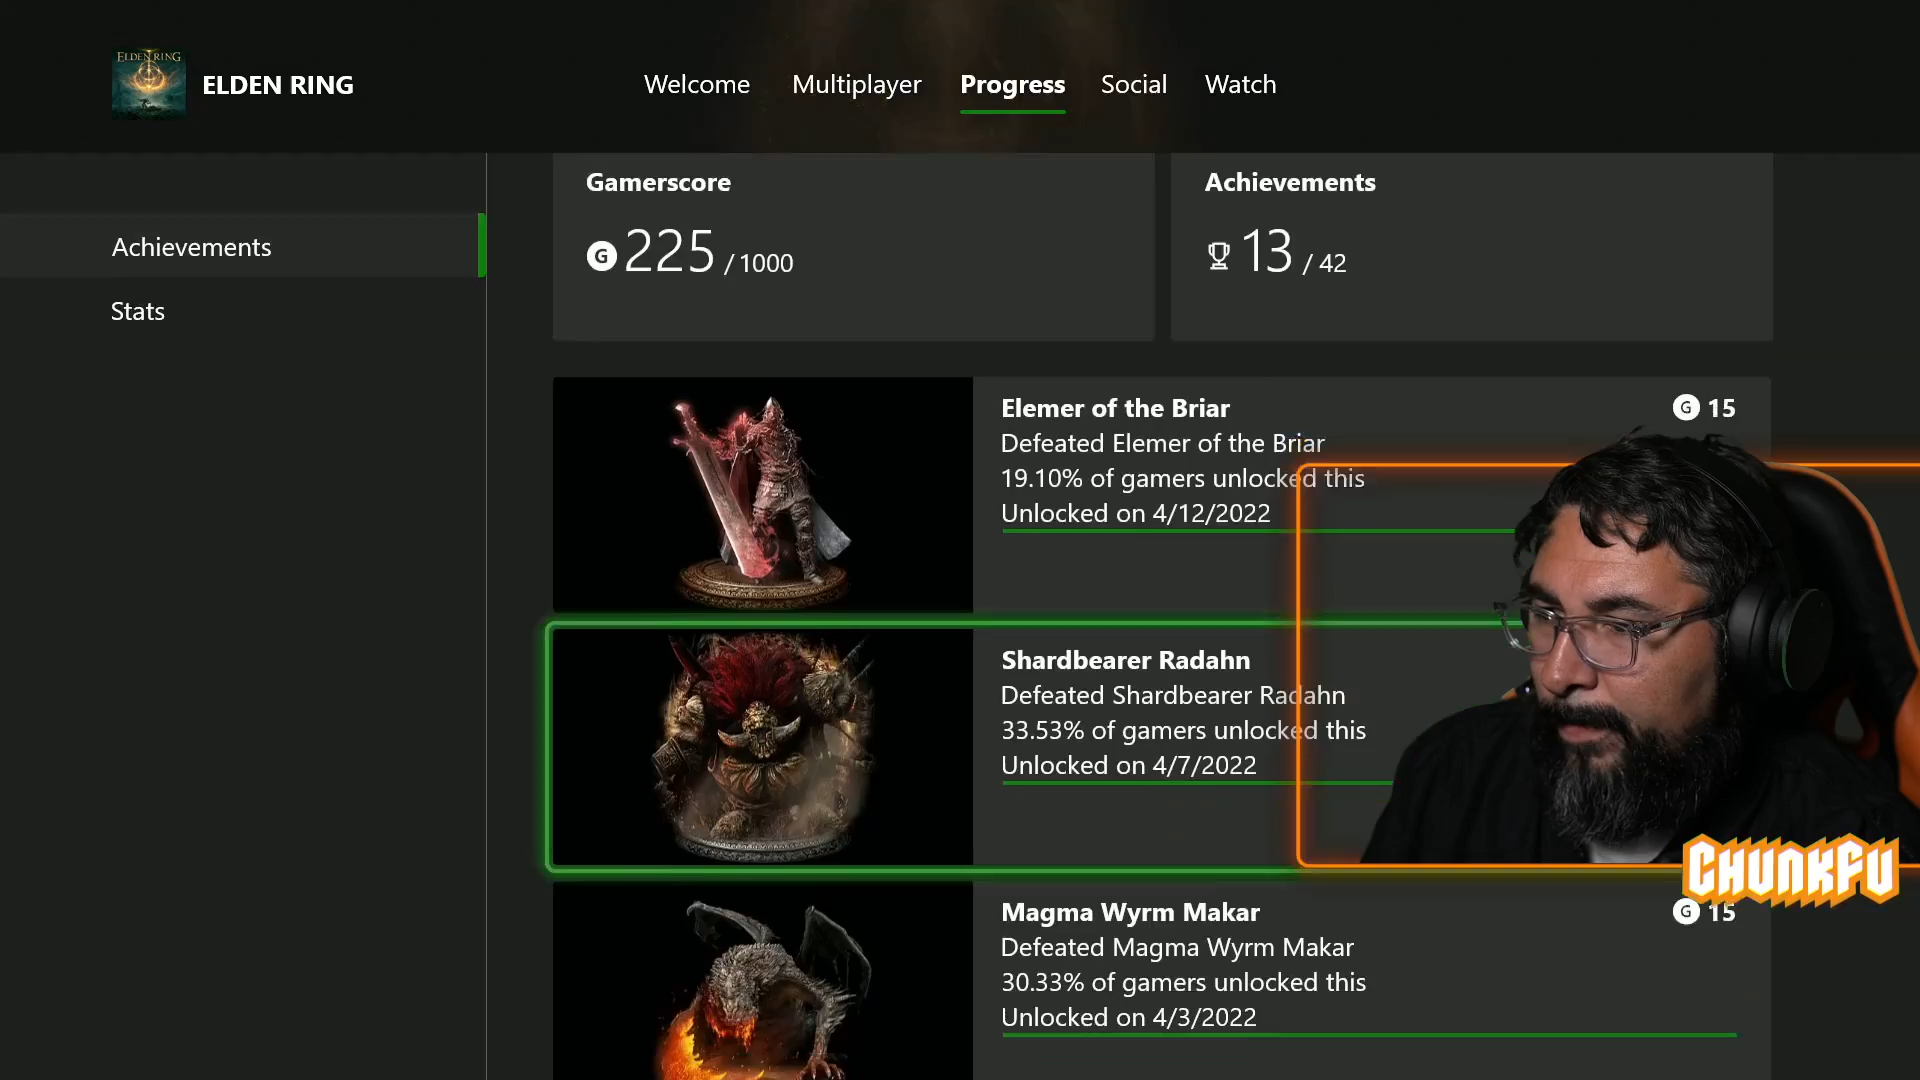 ELDEN RING
ELDEN RING
Welcome Multiplayer Progress Social Watch
Achievements
Stats
Gamerscore
G 225 / 1000
Achievements
13 / 42
Elemer of the Briar
G 15
Defeated Elemer of the Briar
19.10% of gamers unlocked this
Unlocked on 4/12/2022
Shardbearer Radahn
Defeated Shardbearer Radahn
33.53% of gamers unlocked this
Unlocked on 4/7/2022
CHUNKFU
Magma Wyrm Makar
G 15
Defeated Magma Wyrm Makar
30.33% of gamers unlocked this
Unlocked on 4/3/2022